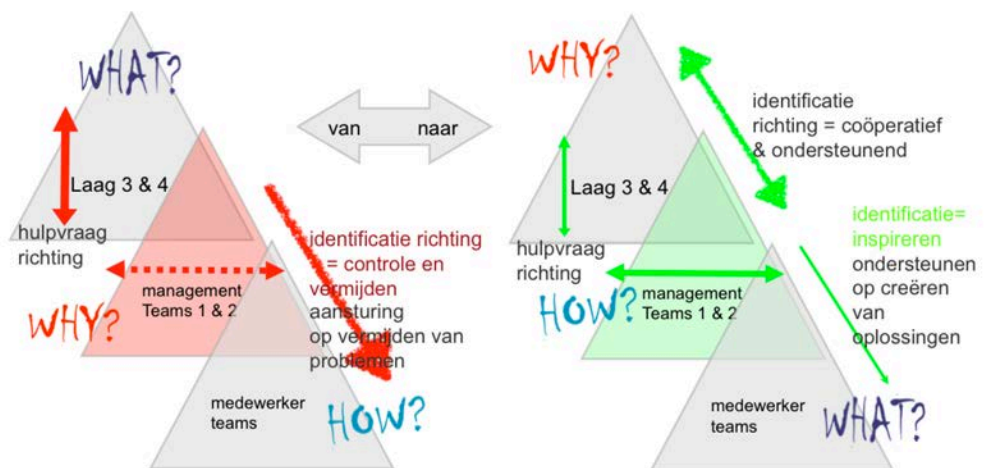 WHAT?
Laag 3 & 4
hulpvraag
richting
identificatie richting
= controle en
vermijden
aansturing
op vermijden van
problemen
management
Teams 1 & 2
WHY?
medewerker
teams
HOW?
van naar
WHY?
identificatie
richting = coöperatief
& ondersteunend
Laag 3 & 4
hulpvraag
richting
identificatie=
inspireren
ondersteunen
op creëren
van
oplossingen
HOW?
management
Teams 1 & 2
medewerker
teams
WHAT?